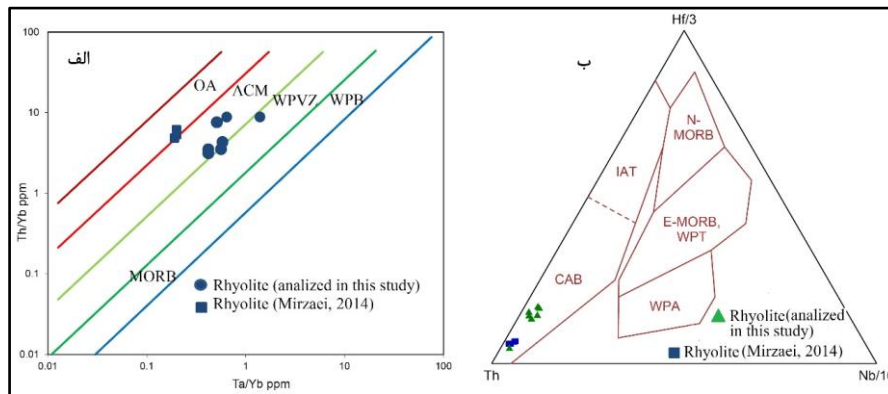 الف
100
10
1
0.1
0.01
Th/Yb ppm
OA
ACM
WPVZ, WPB
MORB
Rhyolite (analized in this study)
Rhyolite (Mirzaei, 2014)
0.01 0.1 1 10 100
Ta/Yb ppm
ب
Hf/3
N-
MORB
IAT
E-MORB,
WPT
CAB
WPA
Rhyolite(analized
in this study)
Rhyolite (Mirzaei, 2014)
Th
Nb/16